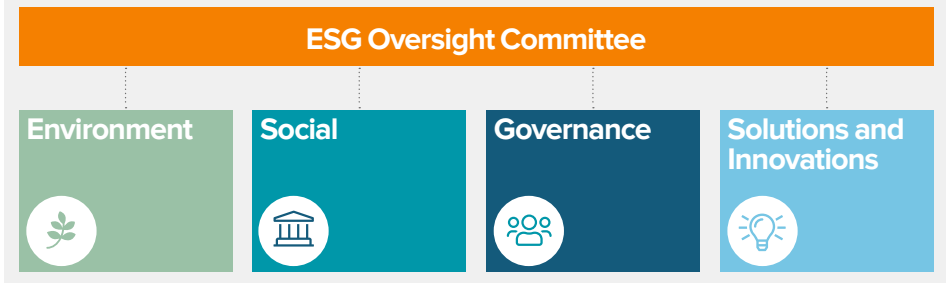 ESG Oversight Committee
Environment
Social
Governance
Solutions and
Innovations